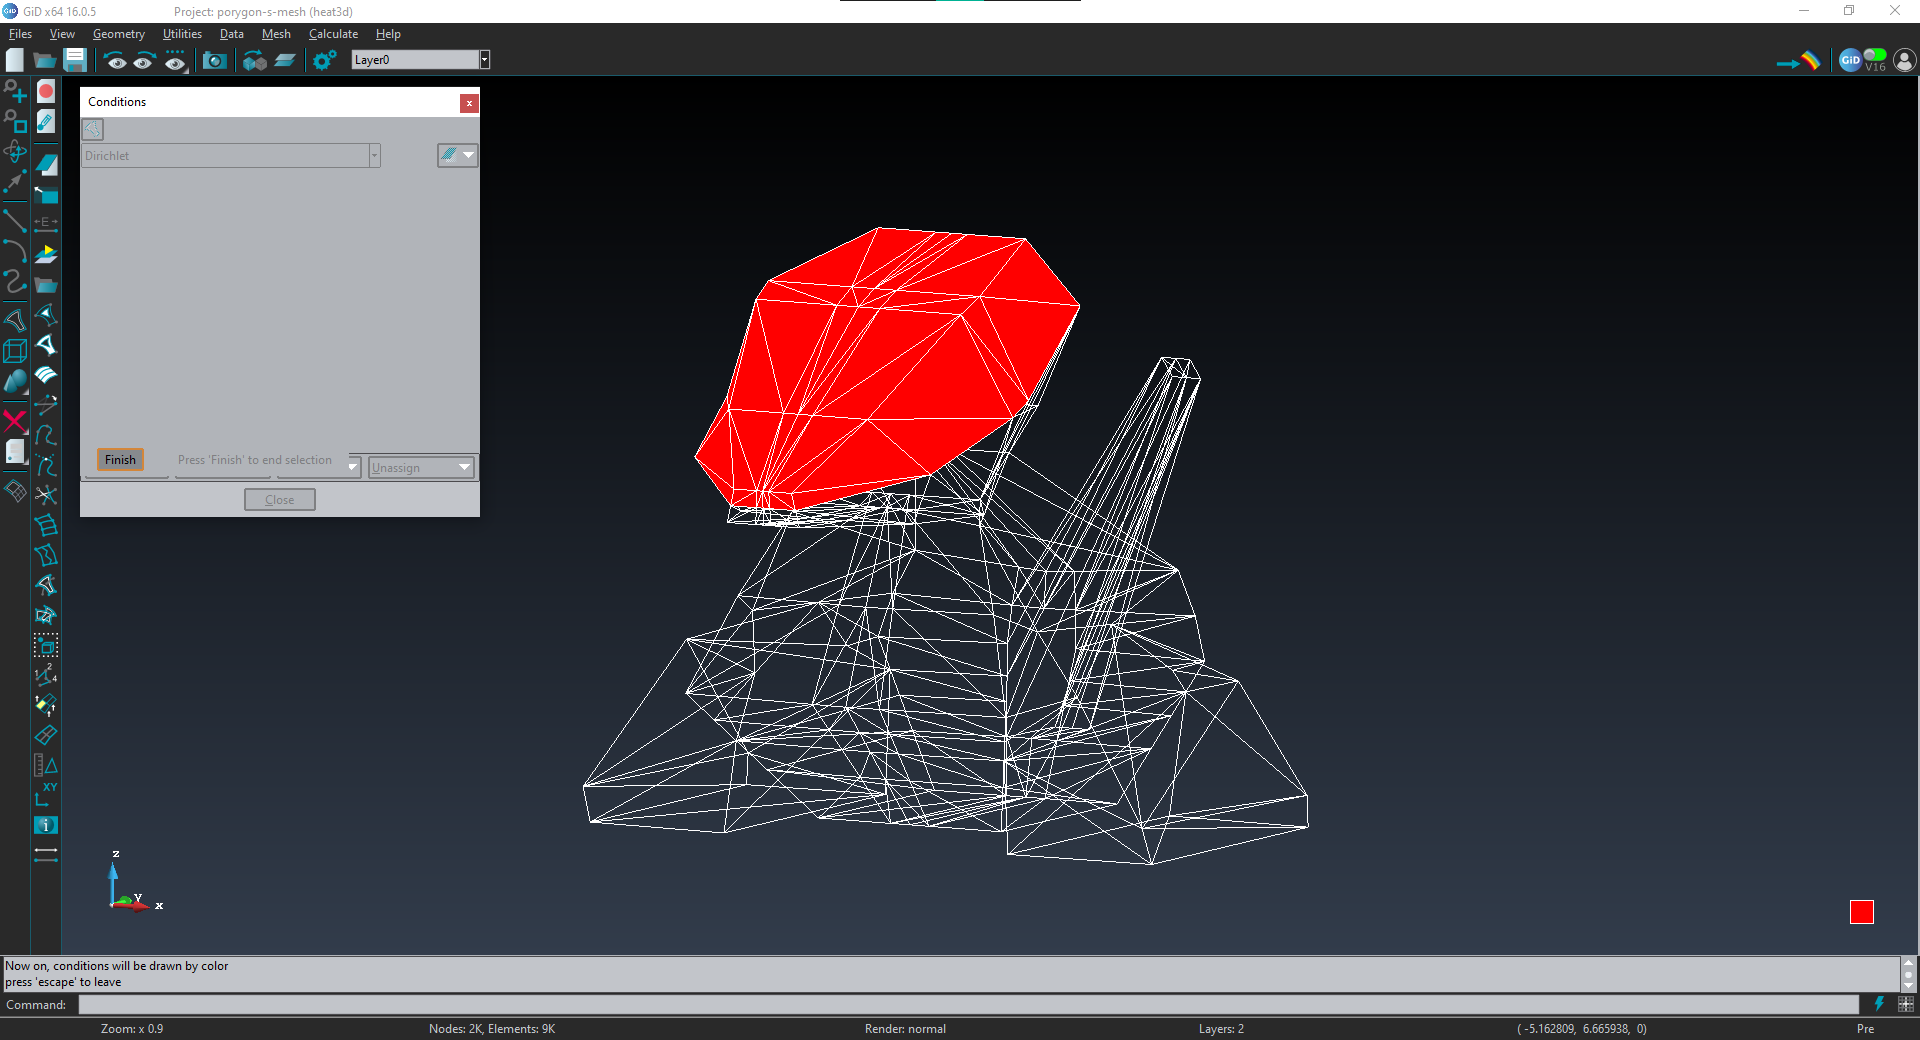 GiD x64 16.0.5
Project: porygon-s-mesh (heat3d)
Files View Geometry Utilities Data Mesh Calculate Help
Layer0
GiD V16
Conditions
Dirichlet
Finish Press 'Finish' to end selection Unassign
Close
E
2
4
XY
z
y
x
Now on, conditions will be drawn by color
press 'escape' to leave
Command:
Zoom: x 0.9 Nodes: 2K, Elements: 9K Render: normal Layers: 2 ( -5.162809, 6.665938, 0) Pre